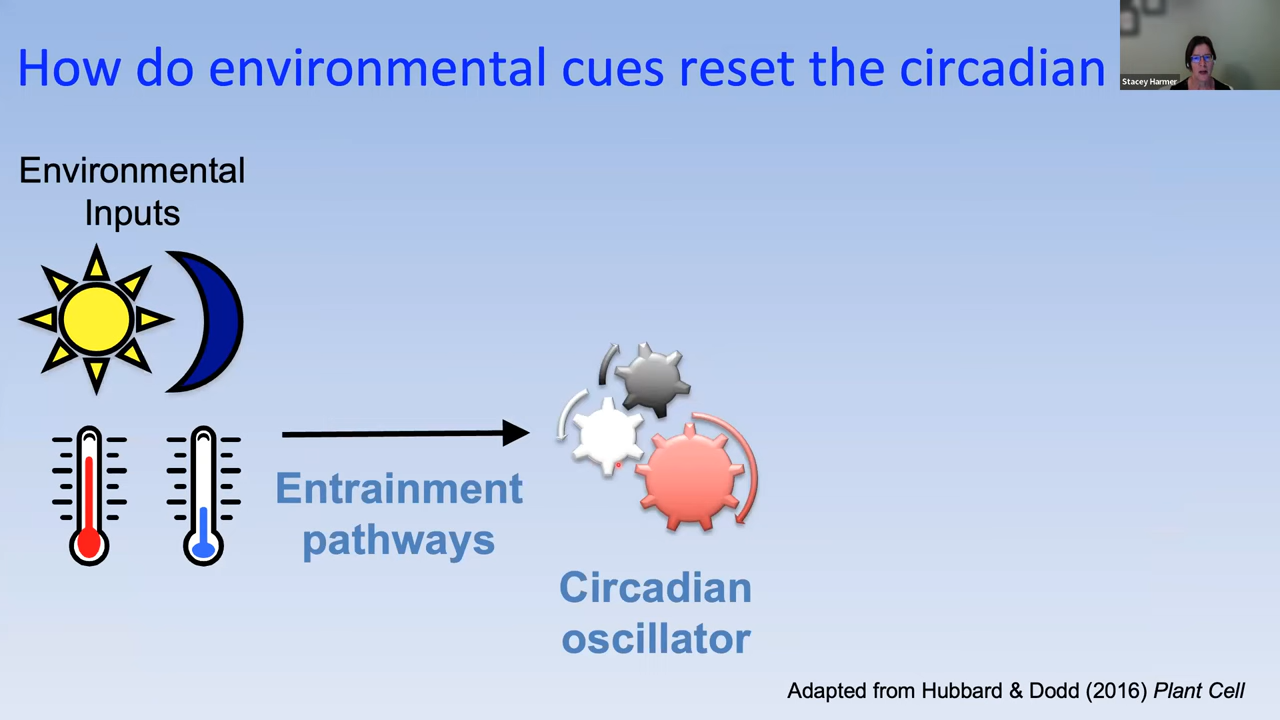 How do environmental cues reset the circadian
Stacey Harmer
Environmental
Inputs
Entrainment
pathways
Circadian
oscillator
Adapted from Hubbard & Dodd (2016) Plant Cell